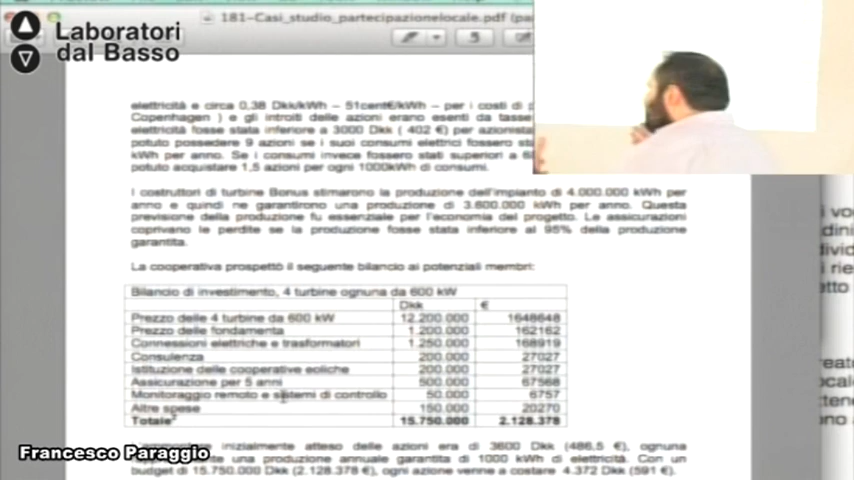 181-Casi_studio_partecipazionelocale.pdf (pa
Laboratori
dal Basso
elettricità e circa 0,38 Dkk/kWh – 51cent€/kWh – per i costi di
Copenhagen ) e gli introiti delle azioni erano esenti da tasse
elettricità fosse stata inferiore a 3000 Dkk ( 402 €) per azionista
potuto possedere 9 azioni se i suoi consumi elettrici fossero
kWh per anno. Se i consumi invece fossero stati superiori a
potuto acquistare 1,5 azioni per ogni 1000kWh di consumi.
I costruttori di turbine Bonus stimarono la produzione dell'impianto di 4.000.000 kWh per
anno e quindi ne garantirono una produzione di 3.600.000 kWh per anno. Questa
previsione della produzione fu essenziale per l'economia del progetto. Le assicurazioni
coprivano le perdite se la produzione fosse stata inferiore al 95% della produzione
garantita.
La cooperativa prospettò il seguente bilancio ai potenziali membri:
Bilancio di investimento, 4 turbine ognuna da 600 kW
Dkk €
Prezzo delle 4 turbine da 600 kW 12.200.000 1648648
Prezzo delle fondamenta 1.200.000 162162
Connessioni elettriche e trasformatori 1.250.000 168919
Consulenza 200.000 27027
Istituzione delle cooperative eoliche 200.000 27027
Assicurazione per 5 anni 500.000 67568
Monitoraggio remoto e sistemi di controllo 50.000 6757
Altre spese 150.000 20270
Totale 15.750.000 2.128.378
inizialmente atteso delle azioni era di 3600 Dkk (486,5 €), ognuna
una produzione annuale garantita di 1000 kWh di elettricità. Con un
budget di 15.750.000 Dkk (2.128.378 €), ogni azione venne a costare 4.372 Dkk (591 €).
Francesco Paraggio